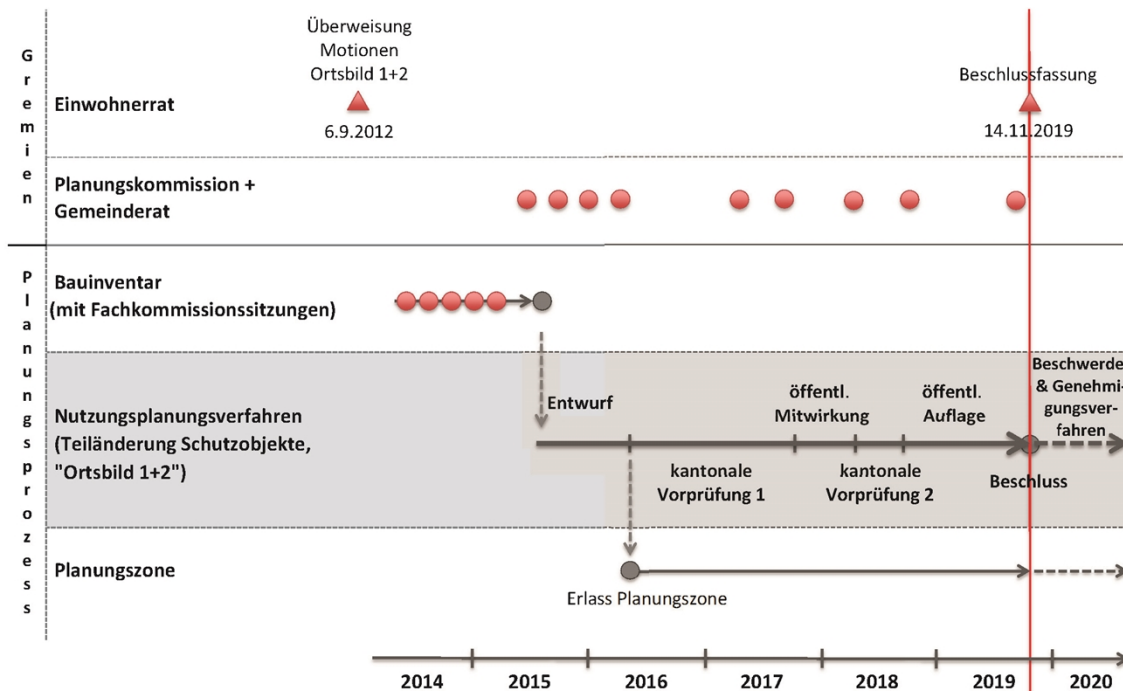 Gremien
Überweisung
Motionen
Ortsbild 1+2
Einwohnerrat
6.9.2012
Beschlussfassung
14.11.2019
Planungskommission +
Gemeinderat
Planungsprozess
Bauinventar
(mit Fachkommissionssitzungen)
Nutzungsplanungsverfahren
(Teiländerung Schutzobjekte,
"Ortsbild 1+2")
Entwurf
öffentl.
Mitwirkung
öffentl.
Auflage
Beschwerde
& Genehmi-
gungsver-
fahren
kantonale
Vorprüfung 1
kantonale
Vorprüfung 2
Beschluss
Planungszone
Erlass Planungszone
2014 2015 2016 2017 2018 2019 2020